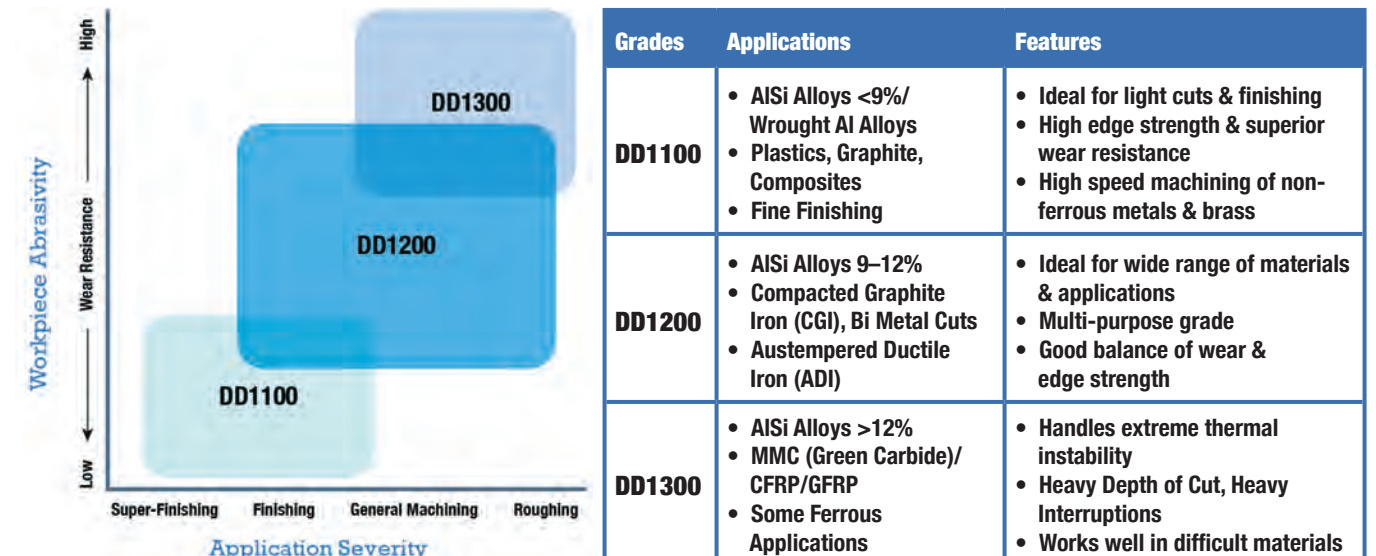 High
Wear Resistance
Low
Workpiece Abrasivity
DD1300
DD1200
DD1100
Super-Finishing Finishing General Machining Roughing
Application Severity
Grades Applications Features
DD1100
• AlSi Alloys <9%/
Wrought Al Alloys
• Plastics, Graphite,
Composites
• Fine Finishing
• Ideal for light cuts & finishing
• High edge strength & superior
wear resistance
• High speed machining of non-
ferrous metals & brass
DD1200
• AlSi Alloys 9–12%
• Compacted Graphite
Iron (CGI), Bi Metal Cuts
• Austempered Ductile
Iron (ADI)
• Ideal for wide range of materials
& applications
• Multi-purpose grade
• Good balance of wear &
edge strength
DD1300
• AlSi Alloys >12%
• MMC (Green Carbide)/
CFRP/GFRP
• Some Ferrous
Applications
• Handles extreme thermal
instability
• Heavy Depth of Cut, Heavy
Interruptions
• Works well in difficult materials